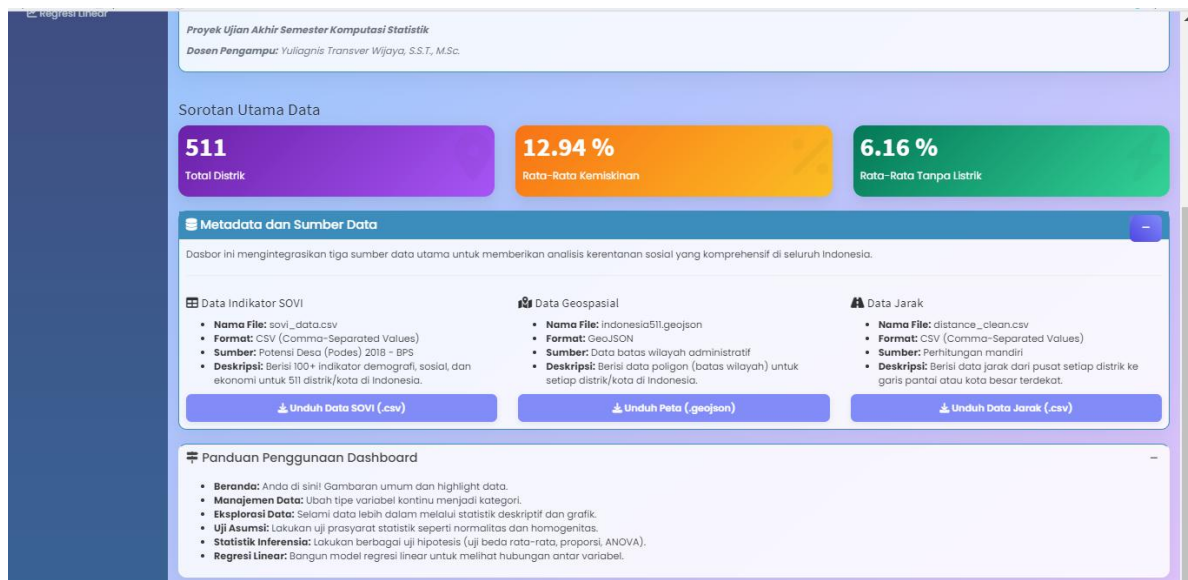 Regresi Linear
Proyek Ujian Akhir Semester Komputasi Statistik
Dosen Pengampu: Yuliagnis Transver Wijaya, S.S.T., M.Sc.
Sorotan Utama Data
511
Total Distrik
12.94 %
Rata-Rata Kemiskinan
6.16 %
Rata-Rata Tanpa Listrik
Metadata dan Sumber Data
Dasbor ini mengintegrasikan tiga sumber data utama untuk memberikan analisis kerentanan sosial yang komprehensif di seluruh Indonesia.
Data Indikator SOVI
• Nama File: sovi_data.csv
• Format: CSV (Comma-Separated Values)
• Sumber: Potensi Desa (Podes) 2018 - BPS
• Deskripsi: Berisi 100+ indikator demografi, sosial, dan
ekonomi untuk 511 distrik/kota di Indonesia.
Unduh Data SOVI (.csv)
Data Geospasial
• Nama File: indonesia511.geojson
• Format: GeoJSON
• Sumber: Data batas wilayah administratif
• Deskripsi: Berisi data poligon (batas wilayah) untuk
setiap distrik/kota di Indonesia.
Unduh Peta (.geojson)
Data Jarak
• Nama File: distance_clean.csv
• Format: CSV (Comma-Separated Values)
• Sumber: Perhitungan mandiri
• Deskripsi: Berisi data jarak dari pusat setiap distrik ke
garis pantai atau kota besar terdekat.
Unduh Data Jarak (.csv)
Panduan Penggunaan Dashboard
• Beranda: Anda di sini! Gambaran umum dan highlight data.
• Manajemen Data: Ubah tipe variabel kontinu menjadi kategori.
• Eksplorasi Data: Selami data lebih dalam melalui statistik deskriptif dan grafik.
• Uji Asumsi: Lakukan uji prasyarat statistik seperti normalitas dan homogenitas.
• Statistik Inferensia: Lakukan berbagai uji hipotesis (uji beda rata-rata, proporsi, ANOVA).
• Regresi Linear: Bangun model regresi linear untuk melihat hubungan antar variabel.